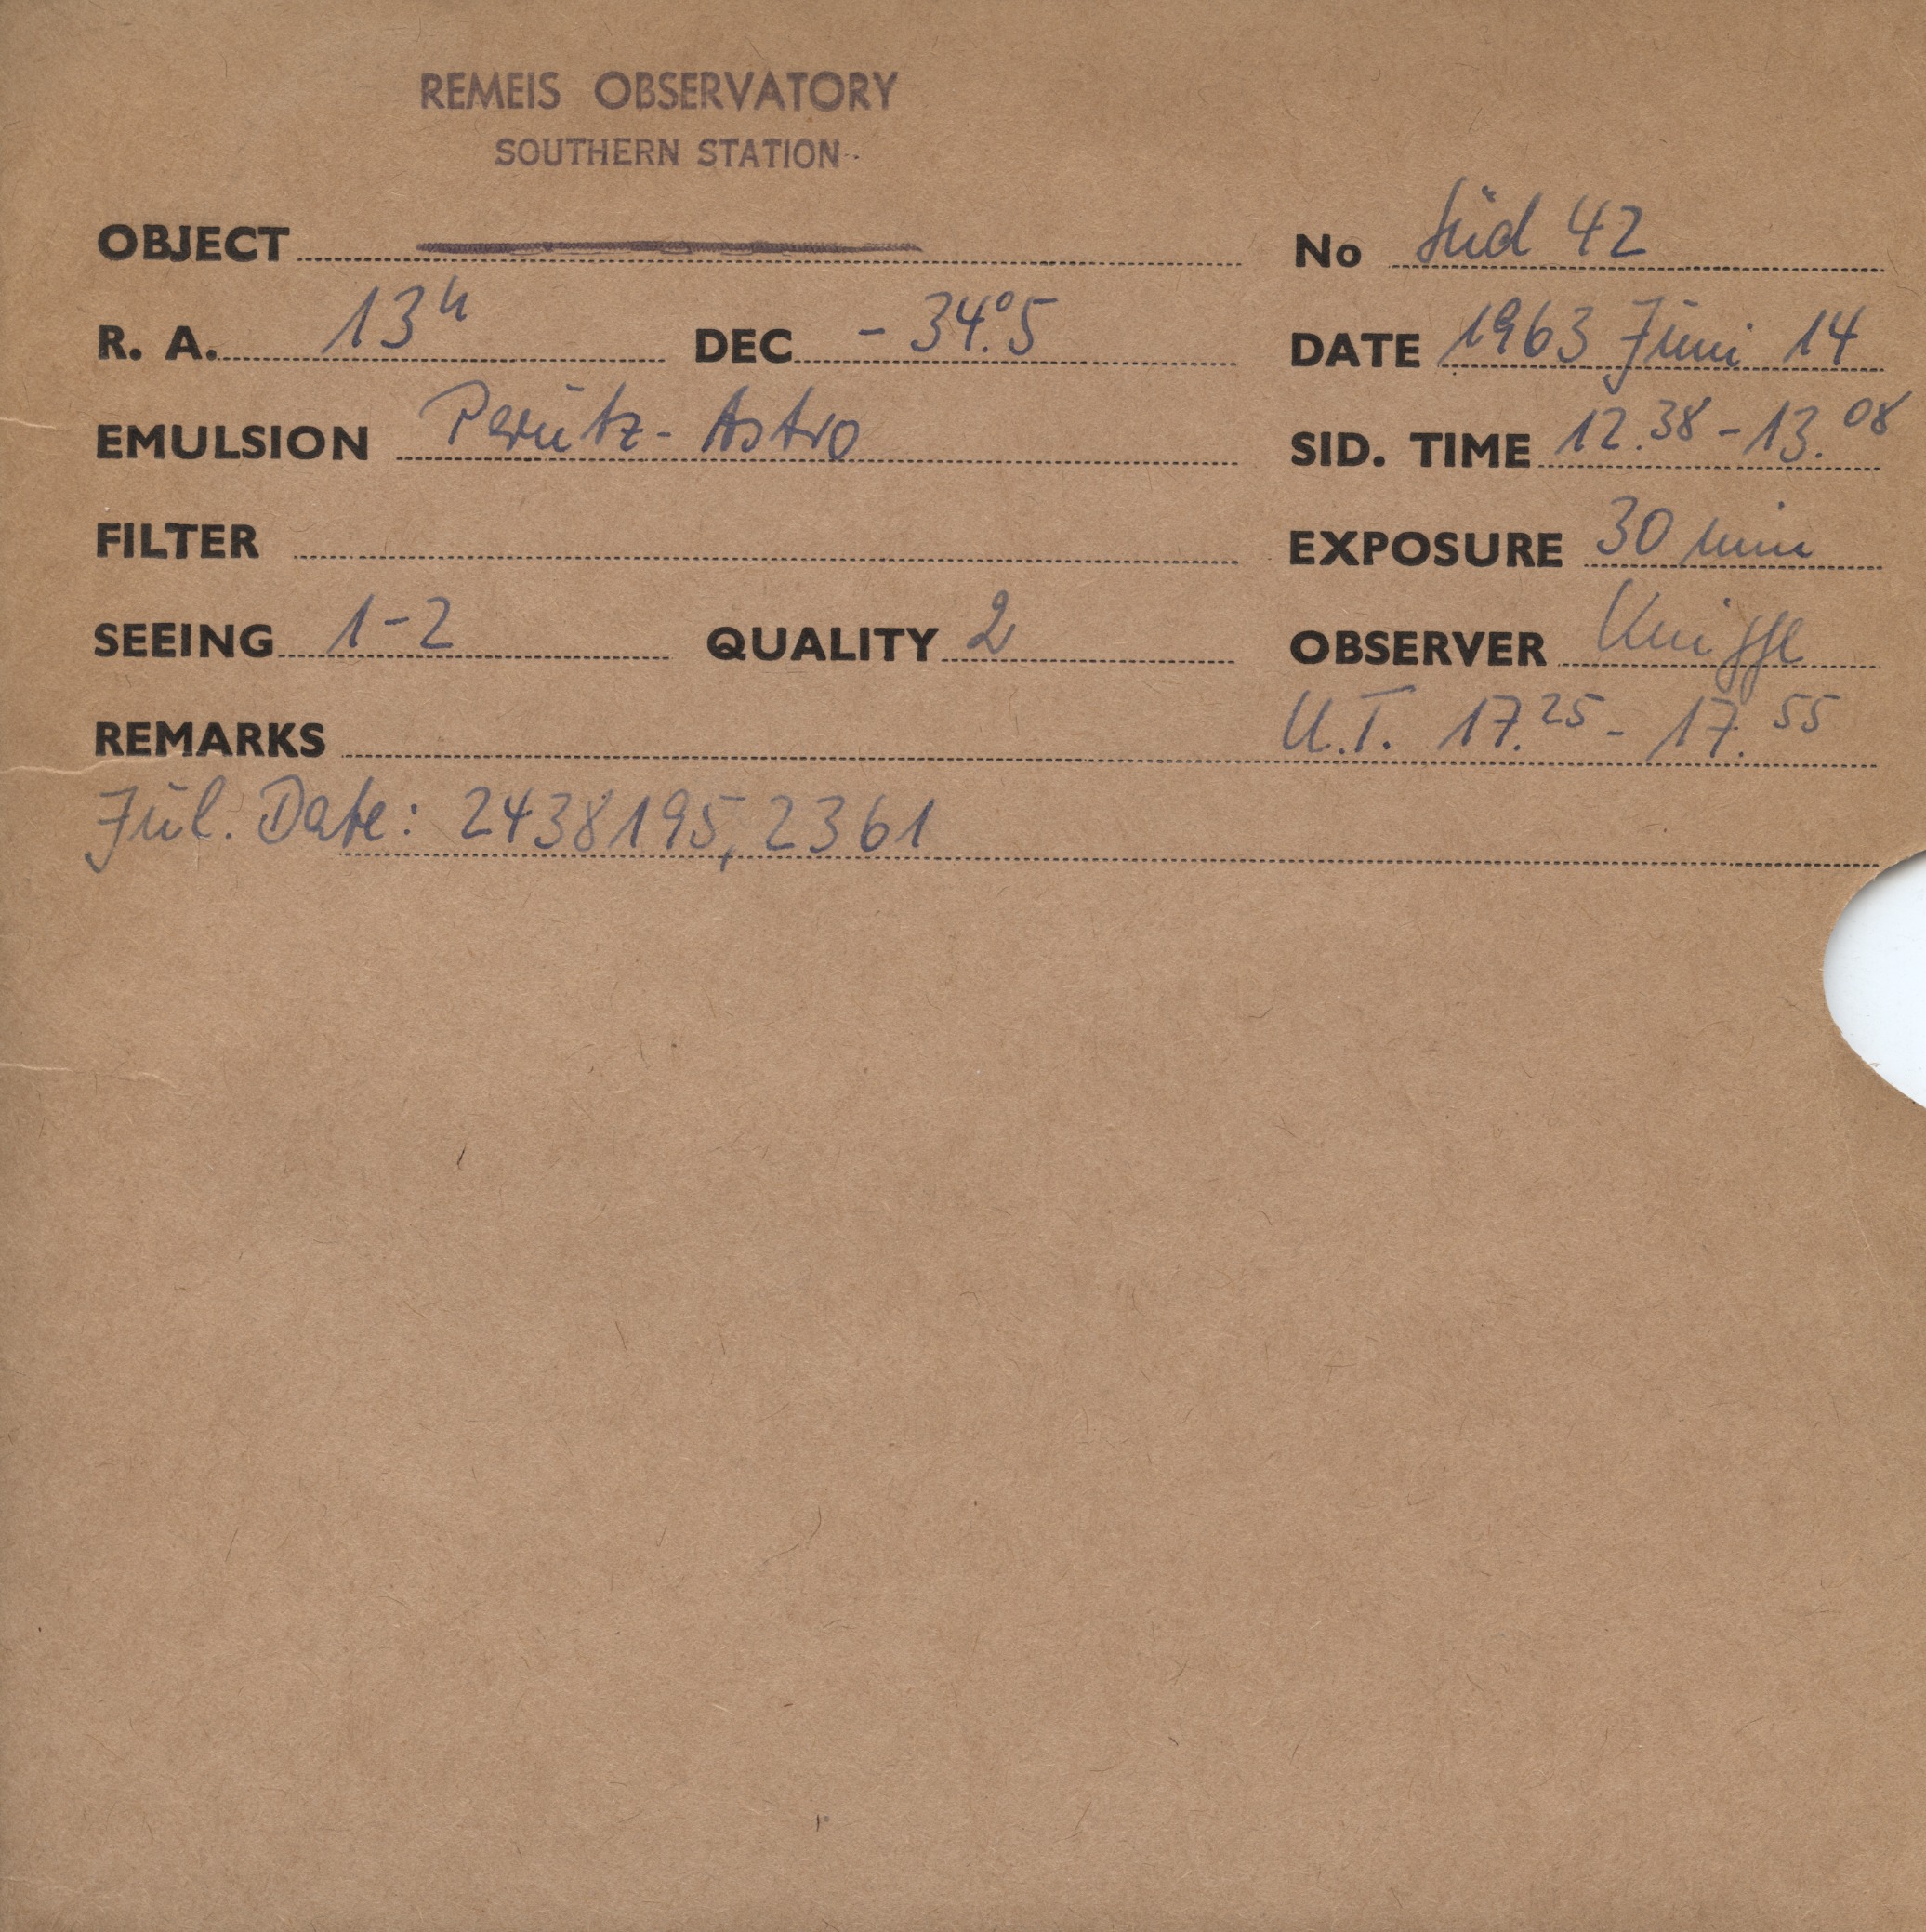 REMEIS OBSERVATORY
SOUTHERN STATION
OBJECT No Süd 42
R. A. 13h DEC -34°.5 DATE 1963 Juni 14
EMULSION Perutz-Astro SID. TIME 12.38-13.08
FILTER EXPOSURE 30 min
SEEING 1-2 QUALITY 2 OBSERVER Knigge
REMARKS U.T. 17.25-17.55
Jul. Date: 2438195,2361